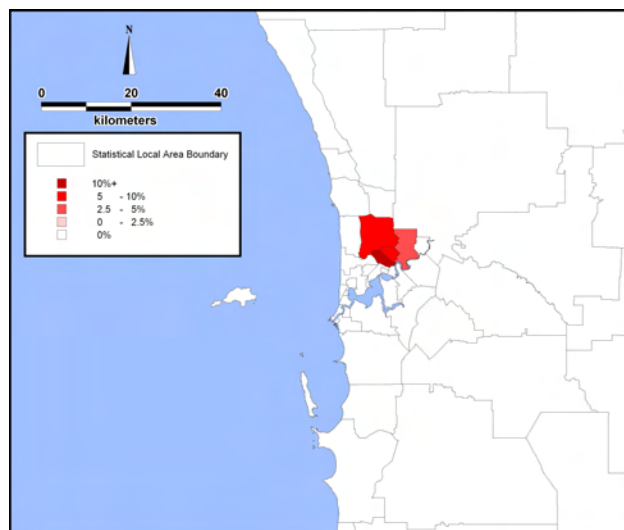 N
0 20 40
kilometers
Statistical Local Area Boundary
10%+
5 - 10%
2.5 - 5%
0 - 2.5%
0%